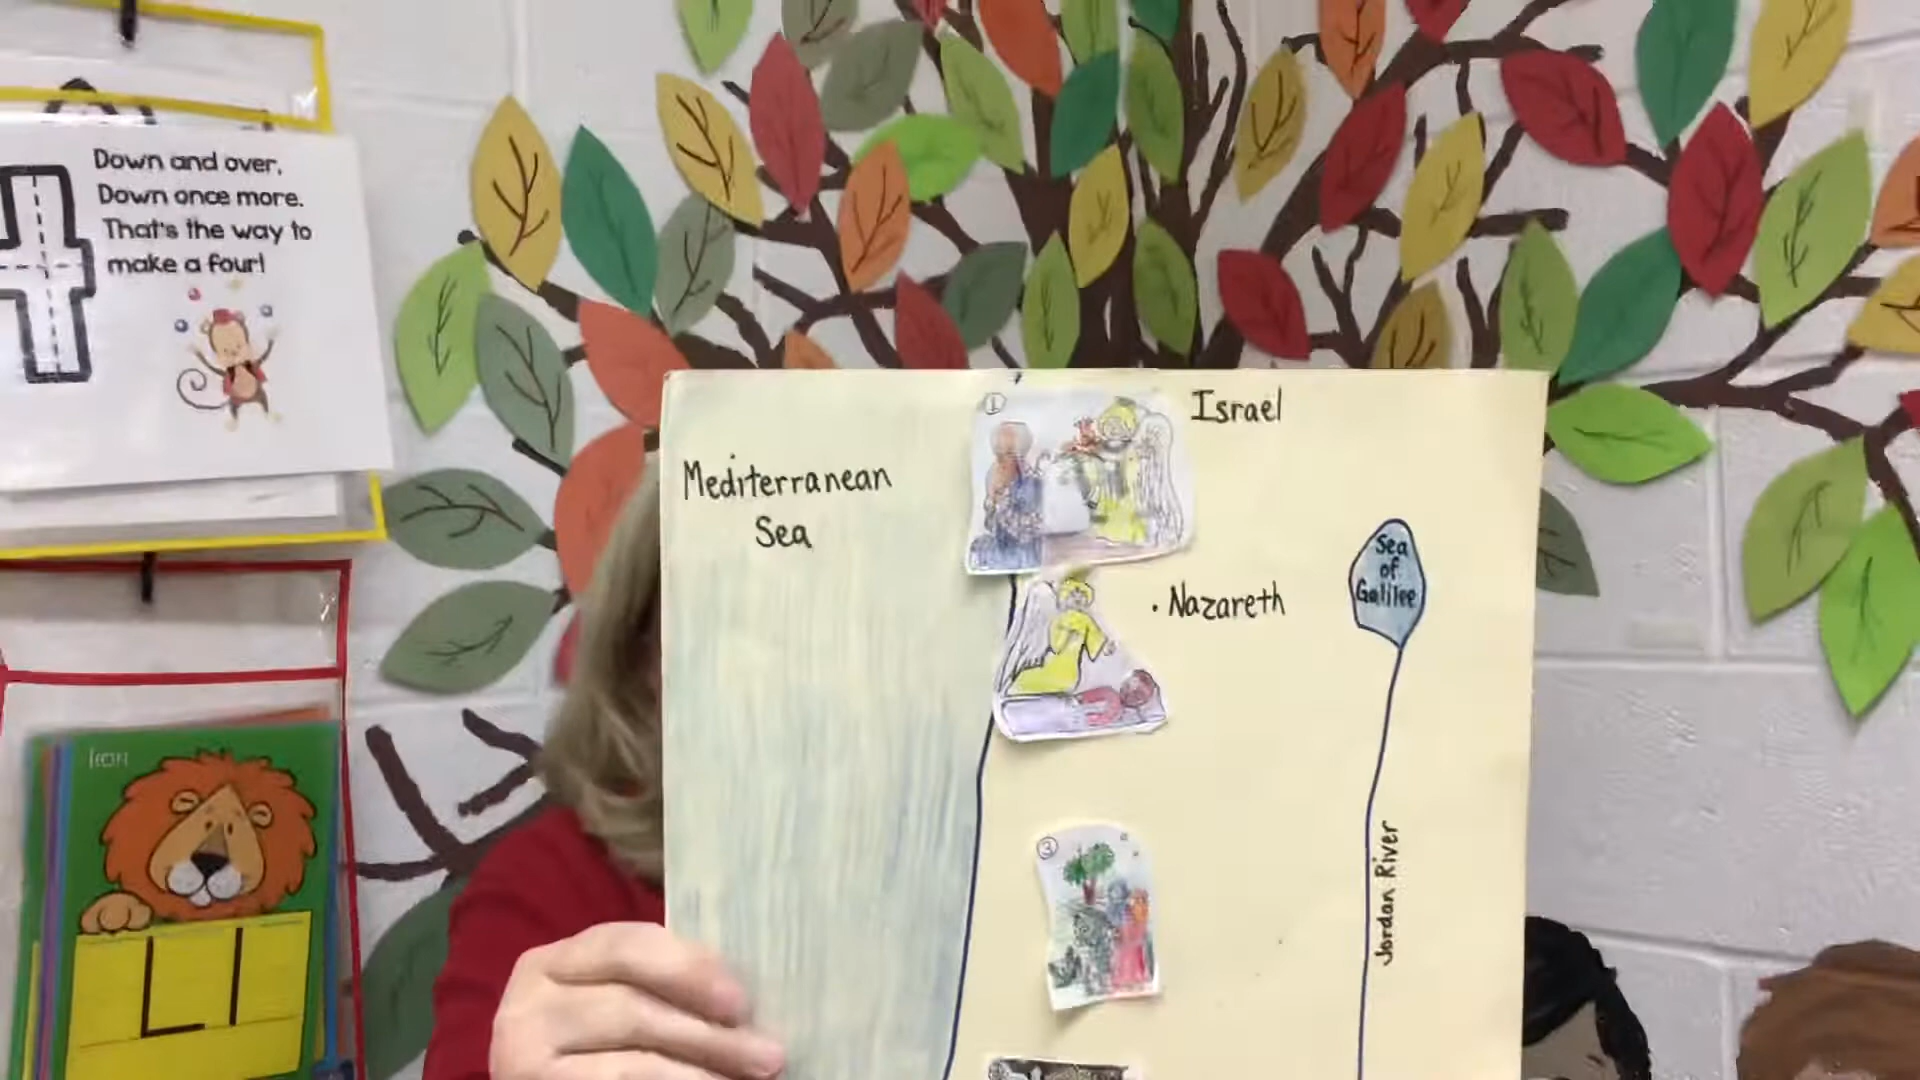 Down and over,
Down once more.
That's the way to
make a four!
4
lion
L l
Mediterranean
Sea
1
Israel
Nazareth
Sea
of
Galilee
3
Jordan River